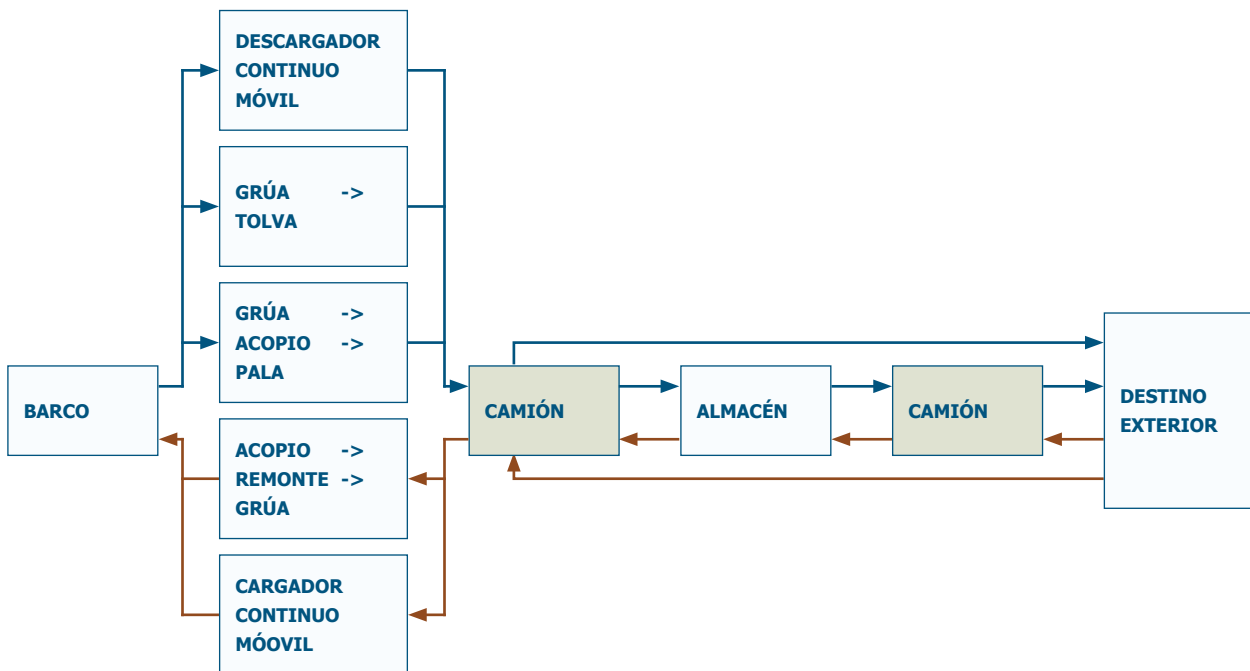 DESCARGADOR
CONTINUO
MÓVIL
GRÚA ->
TOLVA
GRÚA ->
ACOPIO ->
PALA
BARCO
CAMIÓN
ALMACÉN
CAMIÓN
DESTINO
EXTERIOR
ACOPIO ->
REMONTE ->
GRÚA
CARGADOR
CONTINUO
MÓOVIL